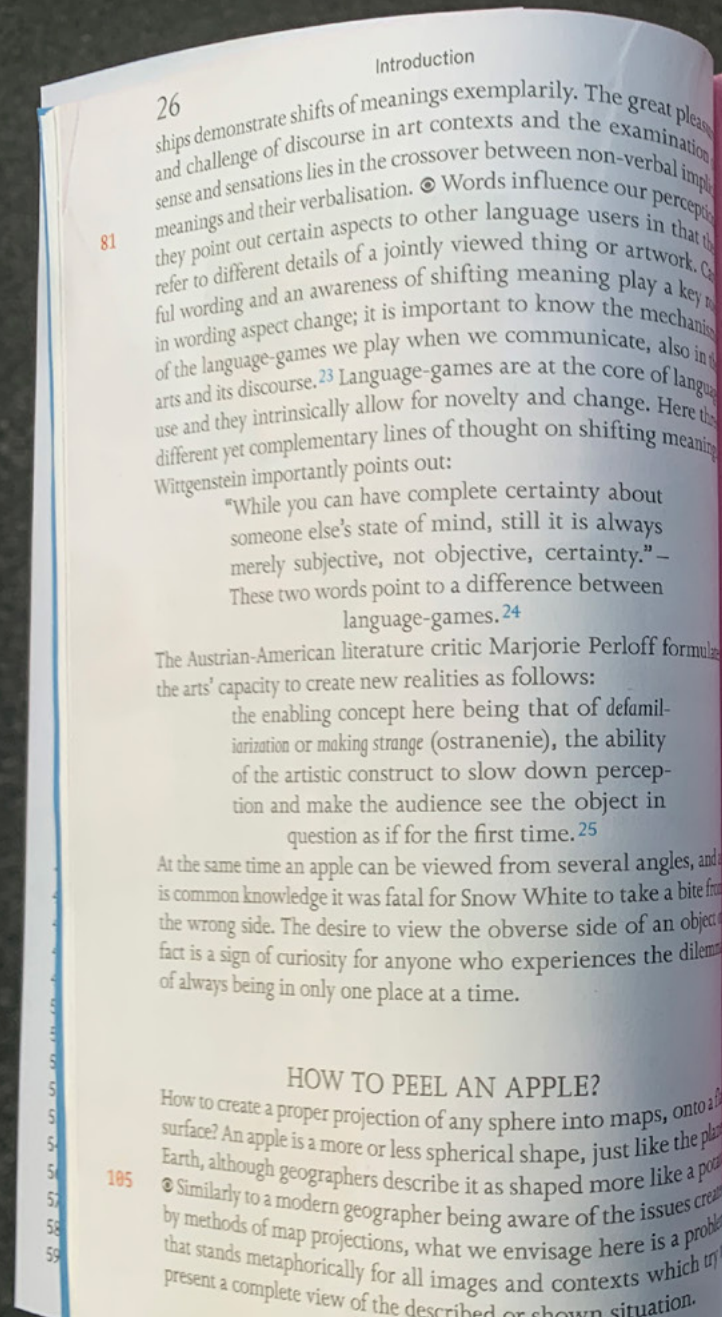 Introduction
26
ships demonstrate shifts of meanings exemplarily. The great
and challenge of discourse in art contexts and the examination
sense and sensations lies in the crossover between non-verbal
meanings and their verbalisation. Words influence our
81
they point out certain aspects to other language users in that
refer to different details of a jointly viewed thing or artwork.
ful wording and an awareness of shifting meaning play a key
in wording aspect change; it is important to know the
of the language-games we play when we communicate, also in
arts and its discourse.23 Language-games are at the core of
use and they intrinsically allow for novelty and change. Here
different yet complementary lines of thought on shifting
Wittgenstein importantly points out:
“While you can have complete certainty about
someone else’s state of mind, still it is always
merely subjective, not objective, certainty.” –
These two words point to a difference between
language-games.24
The Austrian-American literature critic Marjorie Perloff
the arts’ capacity to create new realities as follows:
the enabling concept here being that of defamil-
iarization or making strange (ostranenie), the ability
of the artistic construct to slow down percep-
tion and make the audience see the object in
question as if for the first time.25
At the same time an apple can be viewed from several angles, and
is common knowledge it was fatal for Snow White to take a bite
the wrong side. The desire to view the obverse side of an object
fact is a sign of curiosity for anyone who experiences the
of always being in only one place at a time.
HOW TO PEEL AN APPLE?
How to create a proper projection of any sphere into maps, onto a
surface? An apple is a more or less spherical shape, just like the
Earth, although geographers describe it as shaped more like a
105
Similarly to a modern geographer being aware of the issues
by methods of map projections, what we envisage here is a
that stands metaphorically for all images and contexts which try
present a complete view of the described or shown situation.
57
58
59